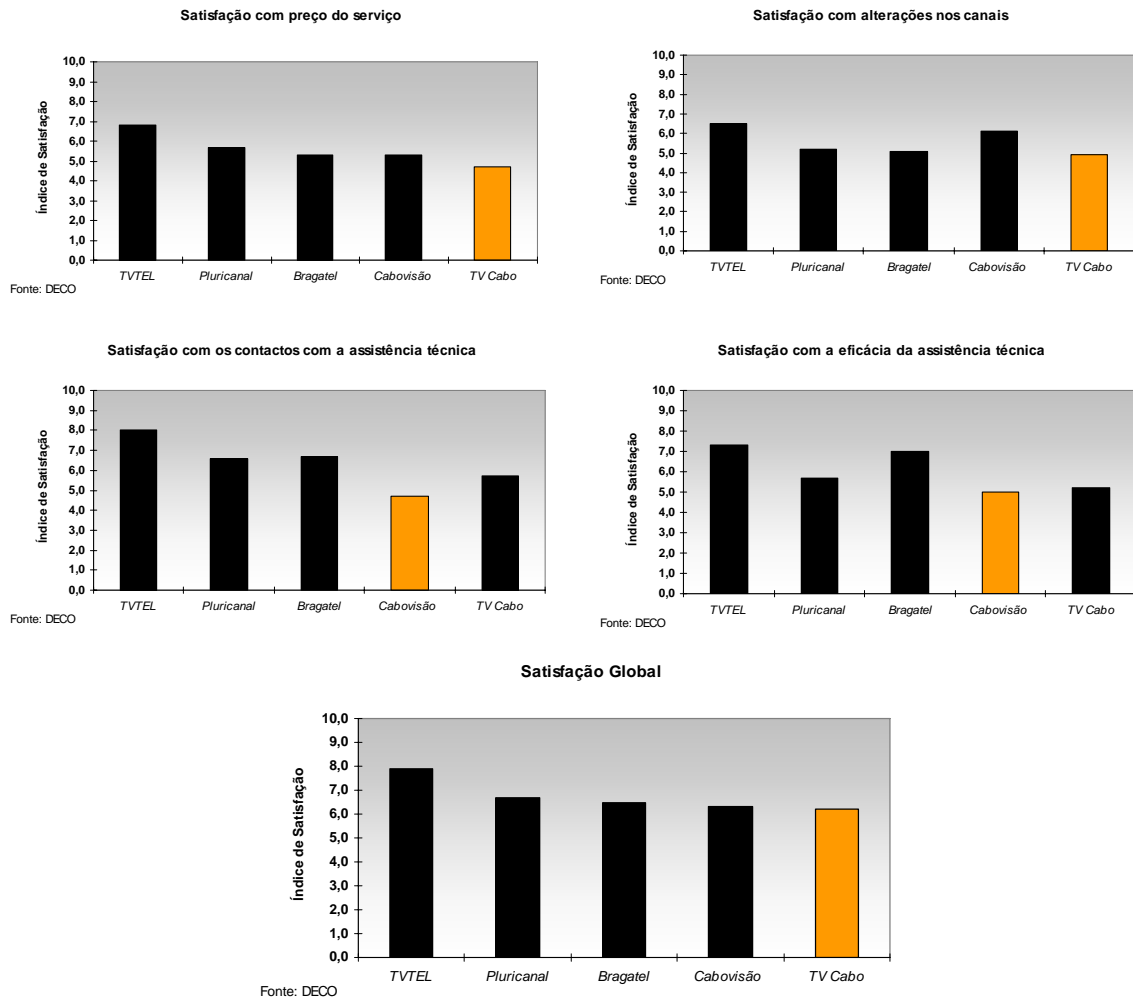 Satisfação com preço do serviço
Índice de Satisfação
10,0
9,0
8,0
7,0
6,0
5,0
4,0
3,0
2,0
1,0
0,0
TVTEL Pluricanal Bragatel Cabovisão TV Cabo
Fonte: DECO
Satisfação com alterações nos canais
Índice de Satisfação
10,0
9,0
8,0
7,0
6,0
5,0
4,0
3,0
2,0
1,0
0,0
TVTEL Pluricanal Bragatel Cabovisão TV Cabo
Fonte: DECO
Satisfação com os contactos com a assistência técnica
Índice de Satisfação
10,0
9,0
8,0
7,0
6,0
5,0
4,0
3,0
2,0
1,0
0,0
TVTEL Pluricanal Bragatel Cabovisão TV Cabo
Fonte: DECO
Satisfação com a eficácia da assistência técnica
Índice de Satisfação
10,0
9,0
8,0
7,0
6,0
5,0
4,0
3,0
2,0
1,0
0,0
TVTEL Pluricanal Bragatel Cabovisão TV Cabo
Fonte: DECO
Satisfação Global
Índice de Satisfação
10,0
9,0
8,0
7,0
6,0
5,0
4,0
3,0
2,0
1,0
0,0
TVTEL Pluricanal Bragatel Cabovisão TV Cabo
Fonte: DECO